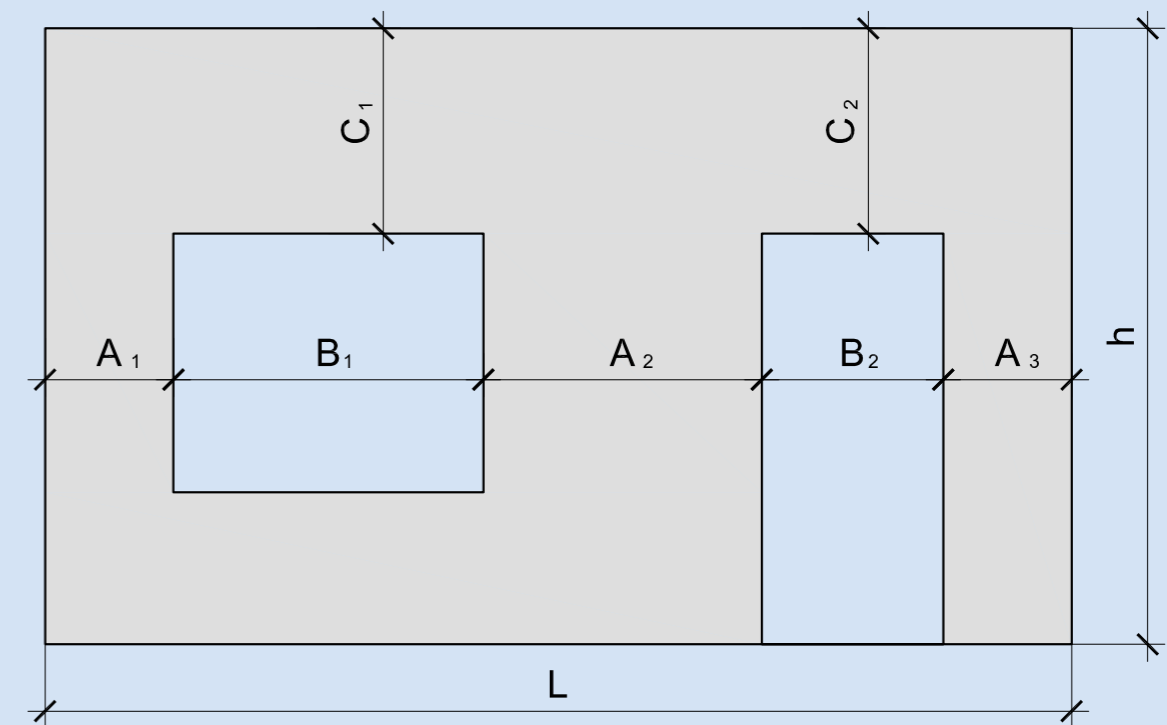 C₁
C₂
A₁ B₁ A₂ B₂ A₃
h
L